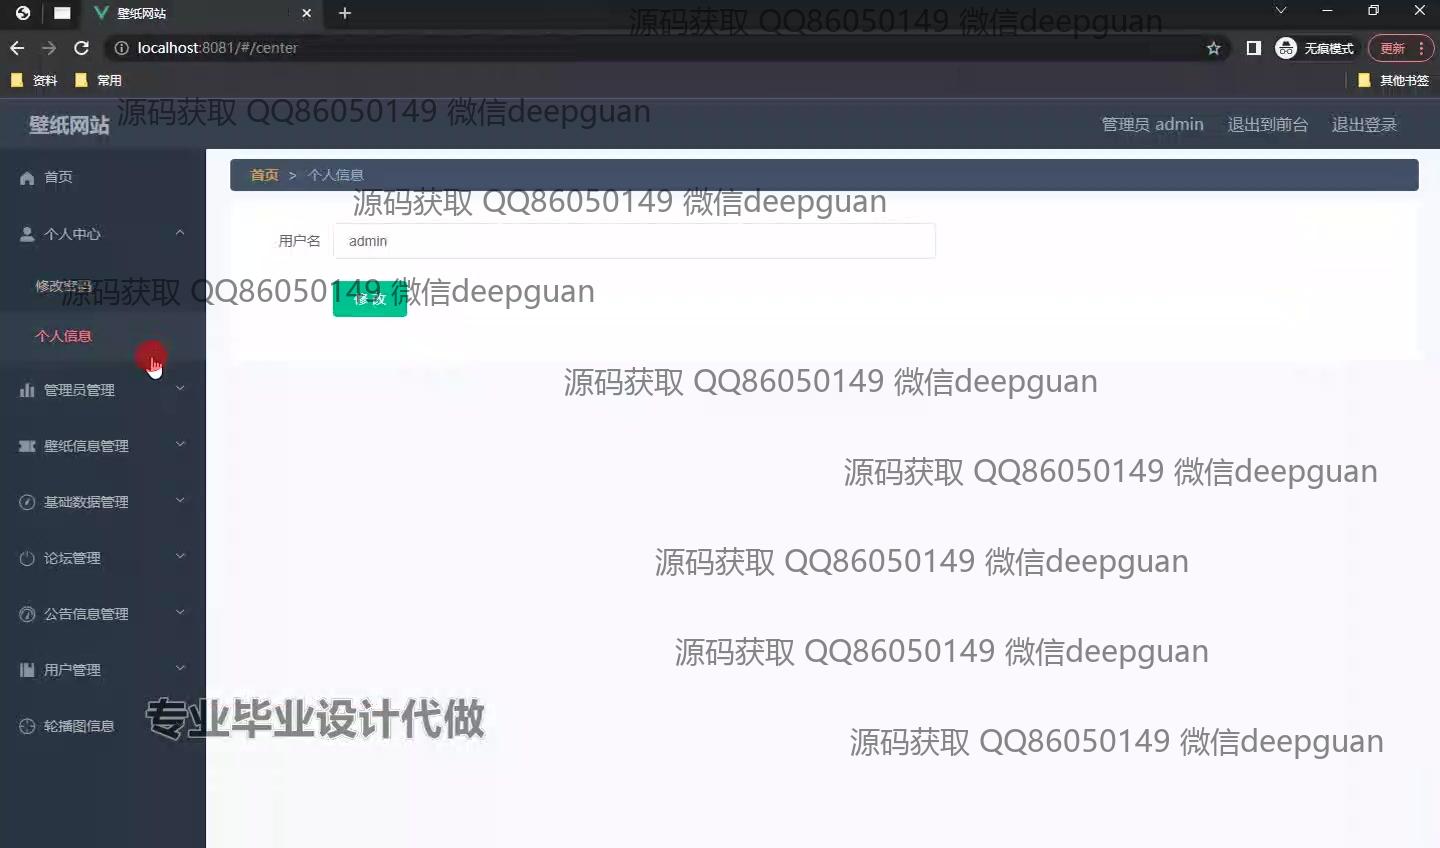 壁纸网站
源码获取 QQ86050149 微信deepguan
localhost:8081/#/center
无痕模式
更新
资料
常用
其他书签
源码获取 QQ86050149 微信deepguan
壁纸网站
管理员 admin
退出到前台
退出登录
首页
首页 > 个人信息
源码获取 QQ86050149 微信deepguan
个人中心
用户名
admin
修改密码
源码获取 QQ86050149 微信deepguan
修改
个人信息
源码获取 QQ86050149 微信deepguan
管理员管理
壁纸信息管理
源码获取 QQ86050149 微信deepguan
基础数据管理
论坛管理
源码获取 QQ86050149 微信deepguan
公告信息管理
源码获取 QQ86050149 微信deepguan
用户管理
轮播图信息
专业毕业设计代做
源码获取 QQ86050149 微信deepguan